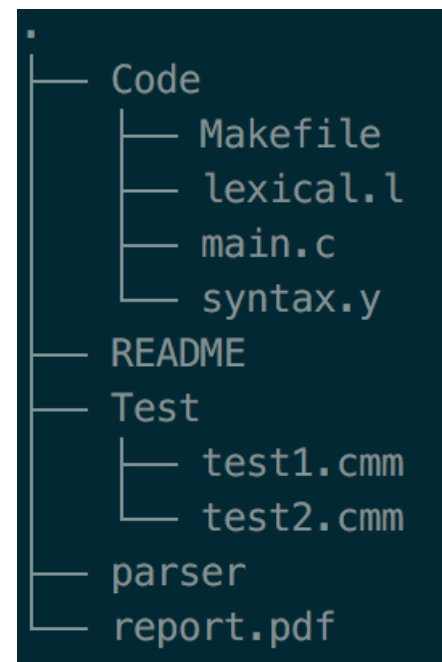 .
├── Code
│   ├── Makefile
│   ├── lexical.l
│   ├── main.c
│   └── syntax.y
├── README
├── Test
│   ├── test1.cmm
│   └── test2.cmm
├── parser
└── report.pdf